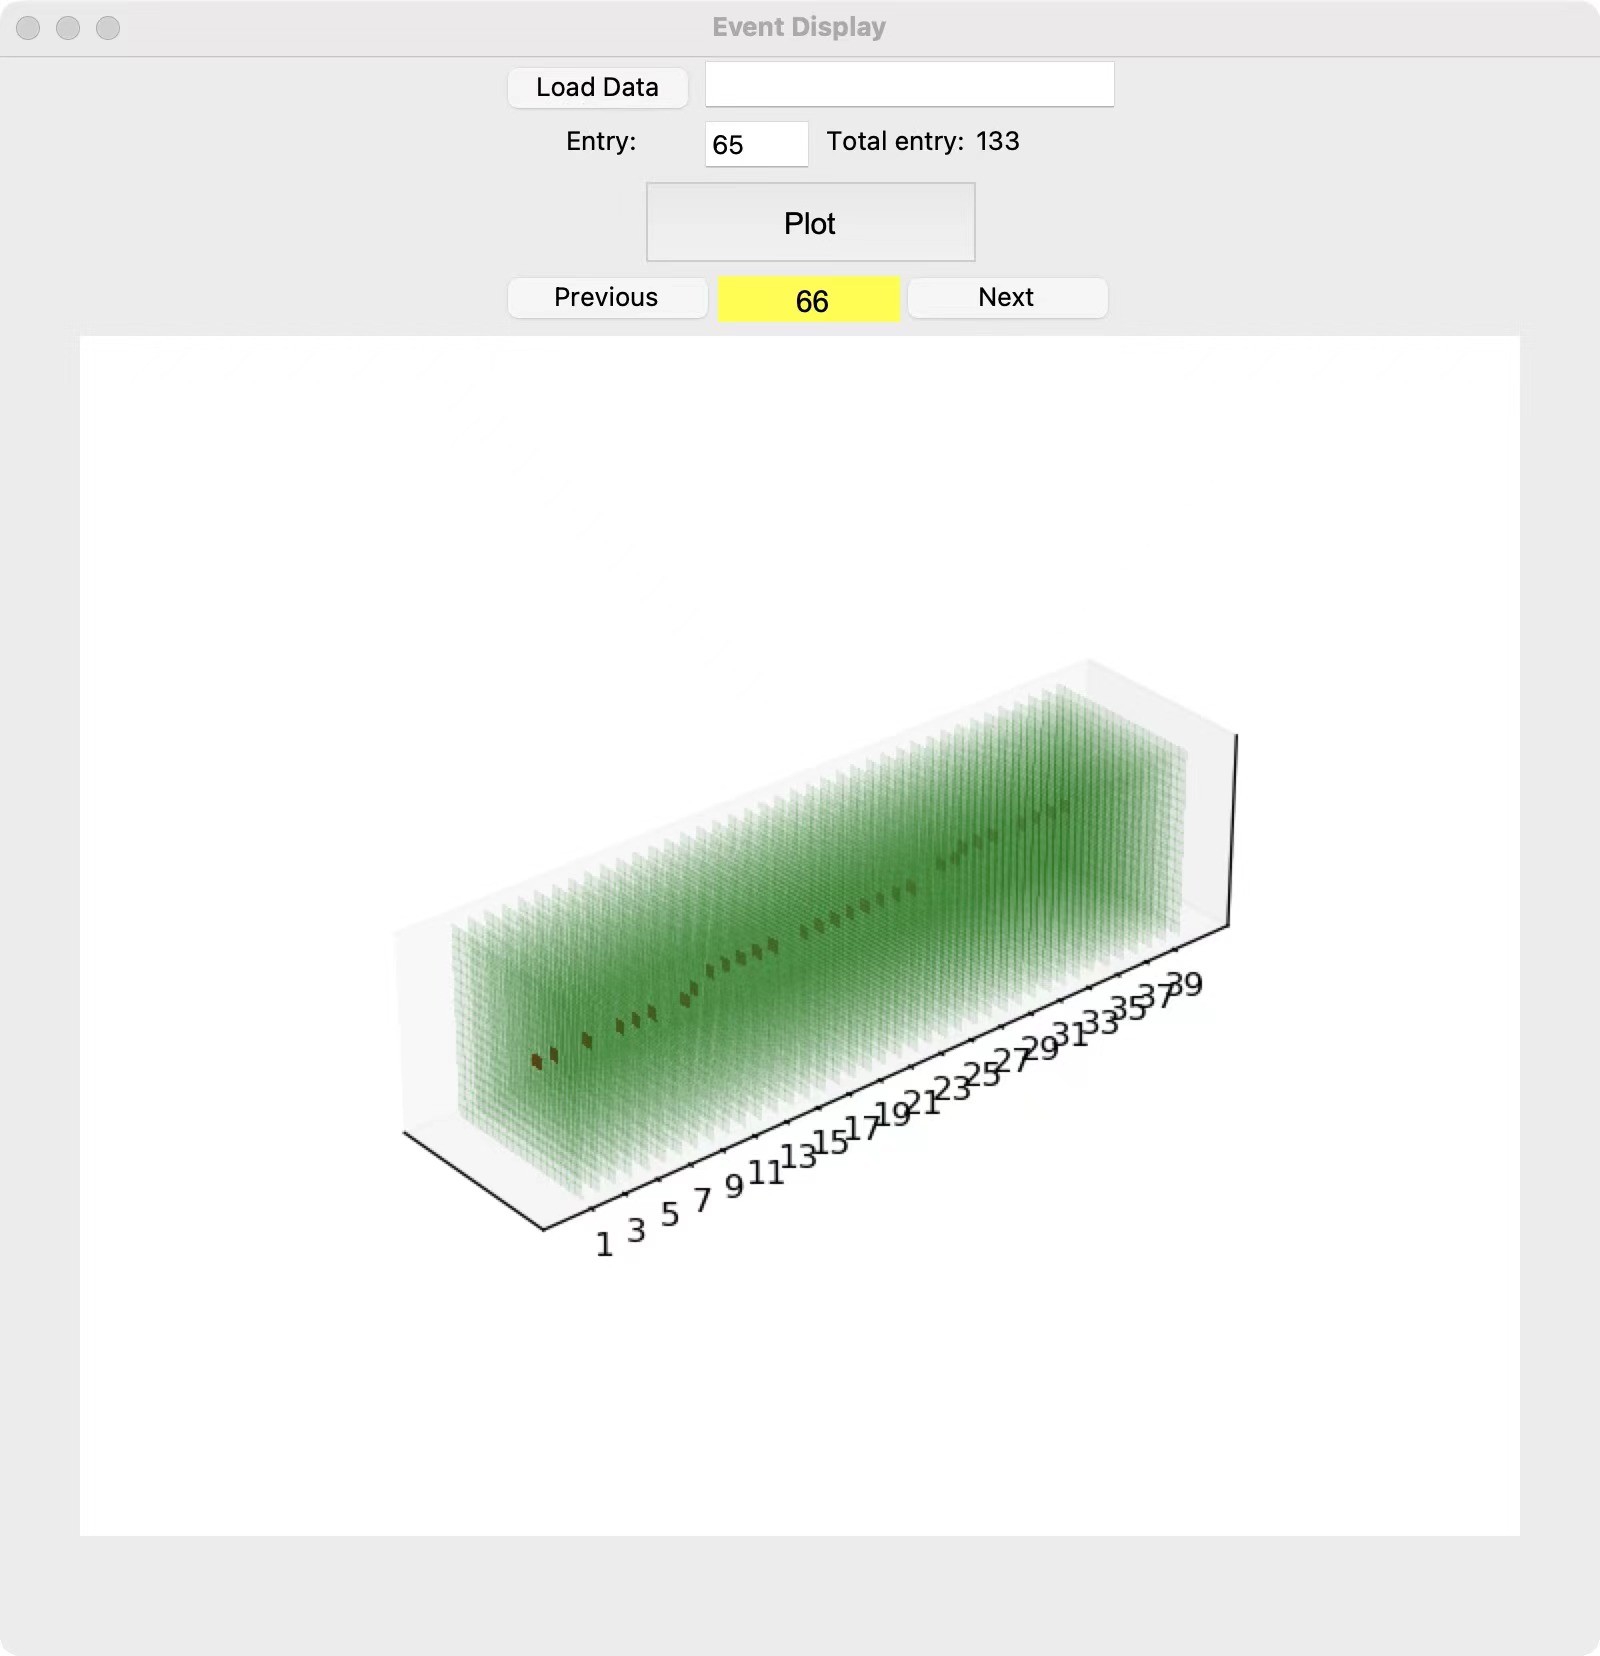 Event Display
Load Data
Entry: 65 Total entry: 133
Plot
Previous 66 Next
1 3 5 7 9 11 13 15 17 19 21 23 25 27 29 31 33 35 37 39